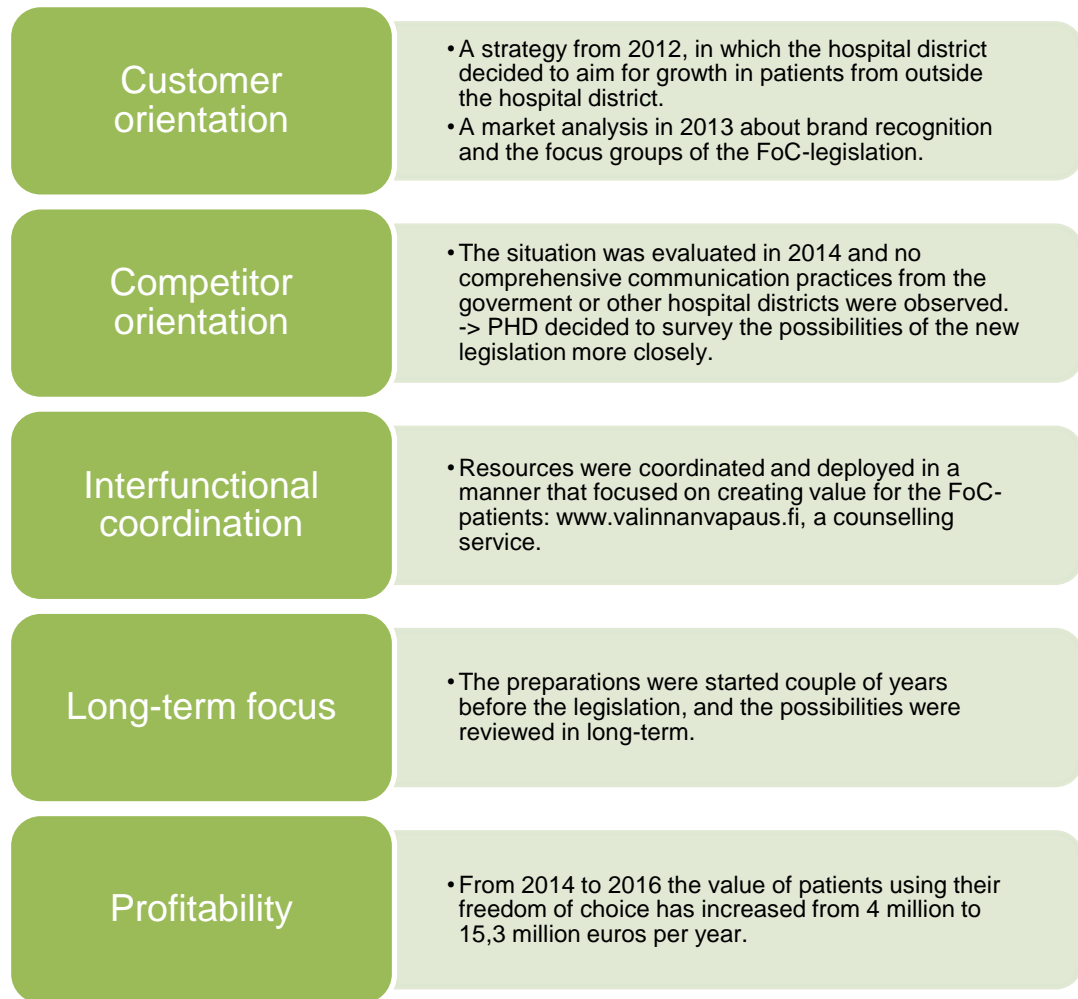 Customer
orientation
•A strategy from 2012, in which the hospital district
decided to aim for growth in patients from outside
the hospital district.
•A market analysis in 2013 about brand recognition
and the focus groups of the FoC-legislation.
Competitor
orientation
•The situation was evaluated in 2014 and no
comprehensive communication practices from the
goverment or other hospital districts were observed.
-> PHD decided to survey the possibilities of the new
legislation more closely.
Interfunctional
coordination
•Resources were coordinated and deployed in a
manner that focused on creating value for the FoC-
patients: www.valinnanvapaus.fi, a counselling
service.
Long-term focus
•The preparations were started couple of years
before the legislation, and the possibilities were
reviewed in long-term.
Profitability
•From 2014 to 2016 the value of patients using their
freedom of choice has increased from 4 million to
15,3 million euros per year.